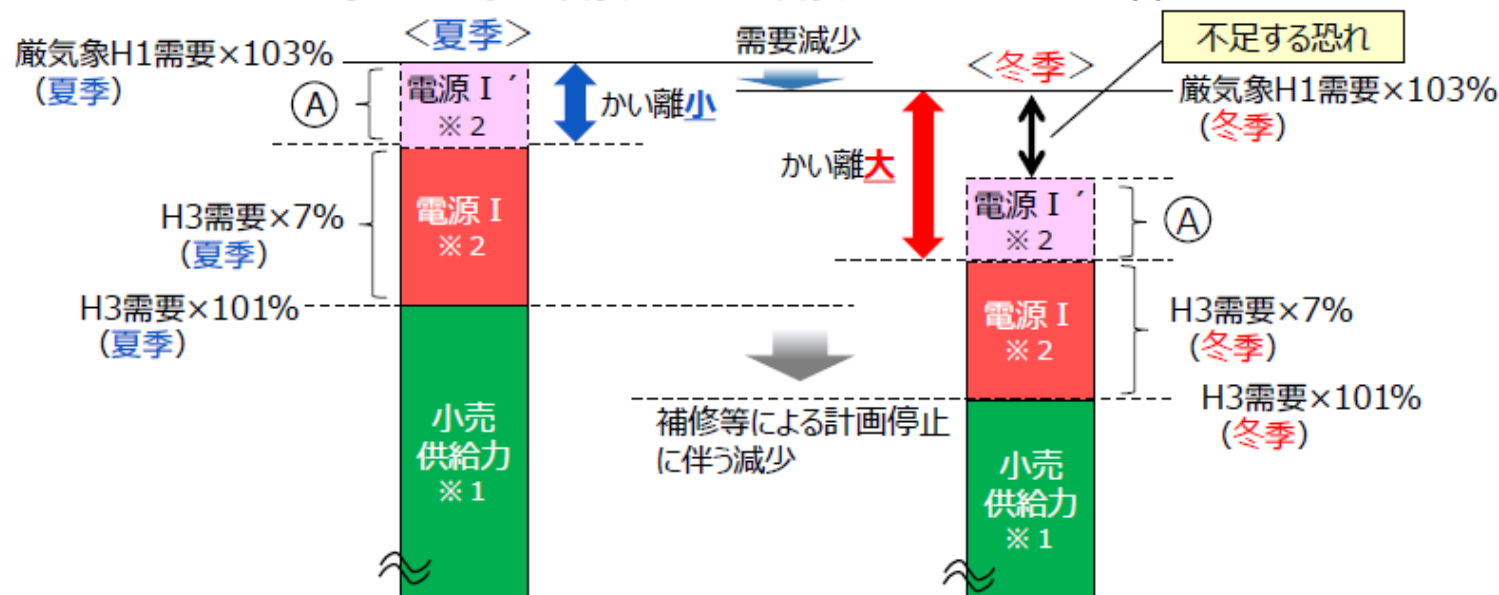 <夏季>
需要減少
不足する恐れ
厳気象H1需要×103%
(夏季)
<冬季>
厳気象H1需要×103%
(冬季)
Ⓐ
電源Ⅰ´
※2
かい離小
かい離大
電源Ⅰ´
※2
Ⓐ
H3需要×7%
(夏季)
電源Ⅰ
※2
H3需要×101%
(夏季)
電源Ⅰ
※2
H3需要×7%
(冬季)
H3需要×101%
(冬季)
小売
供給力
※1
補修等による計画停止
に伴う減少
小売
供給力
※1